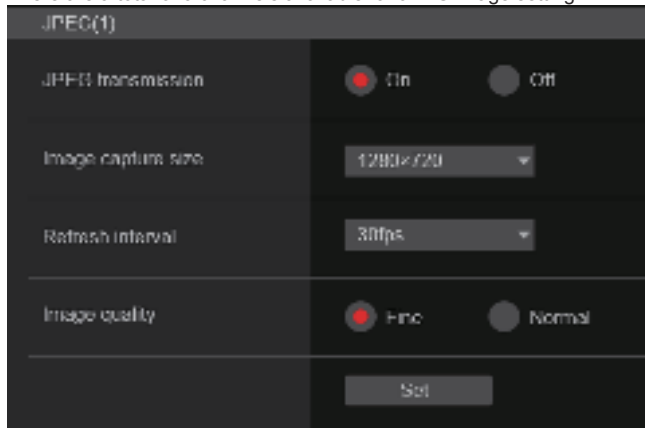 JPEG(1)
JPEG transmission On Off
Image capture size 1280×720
Refresh interval 30fps
Image quality Fine Normal
Set